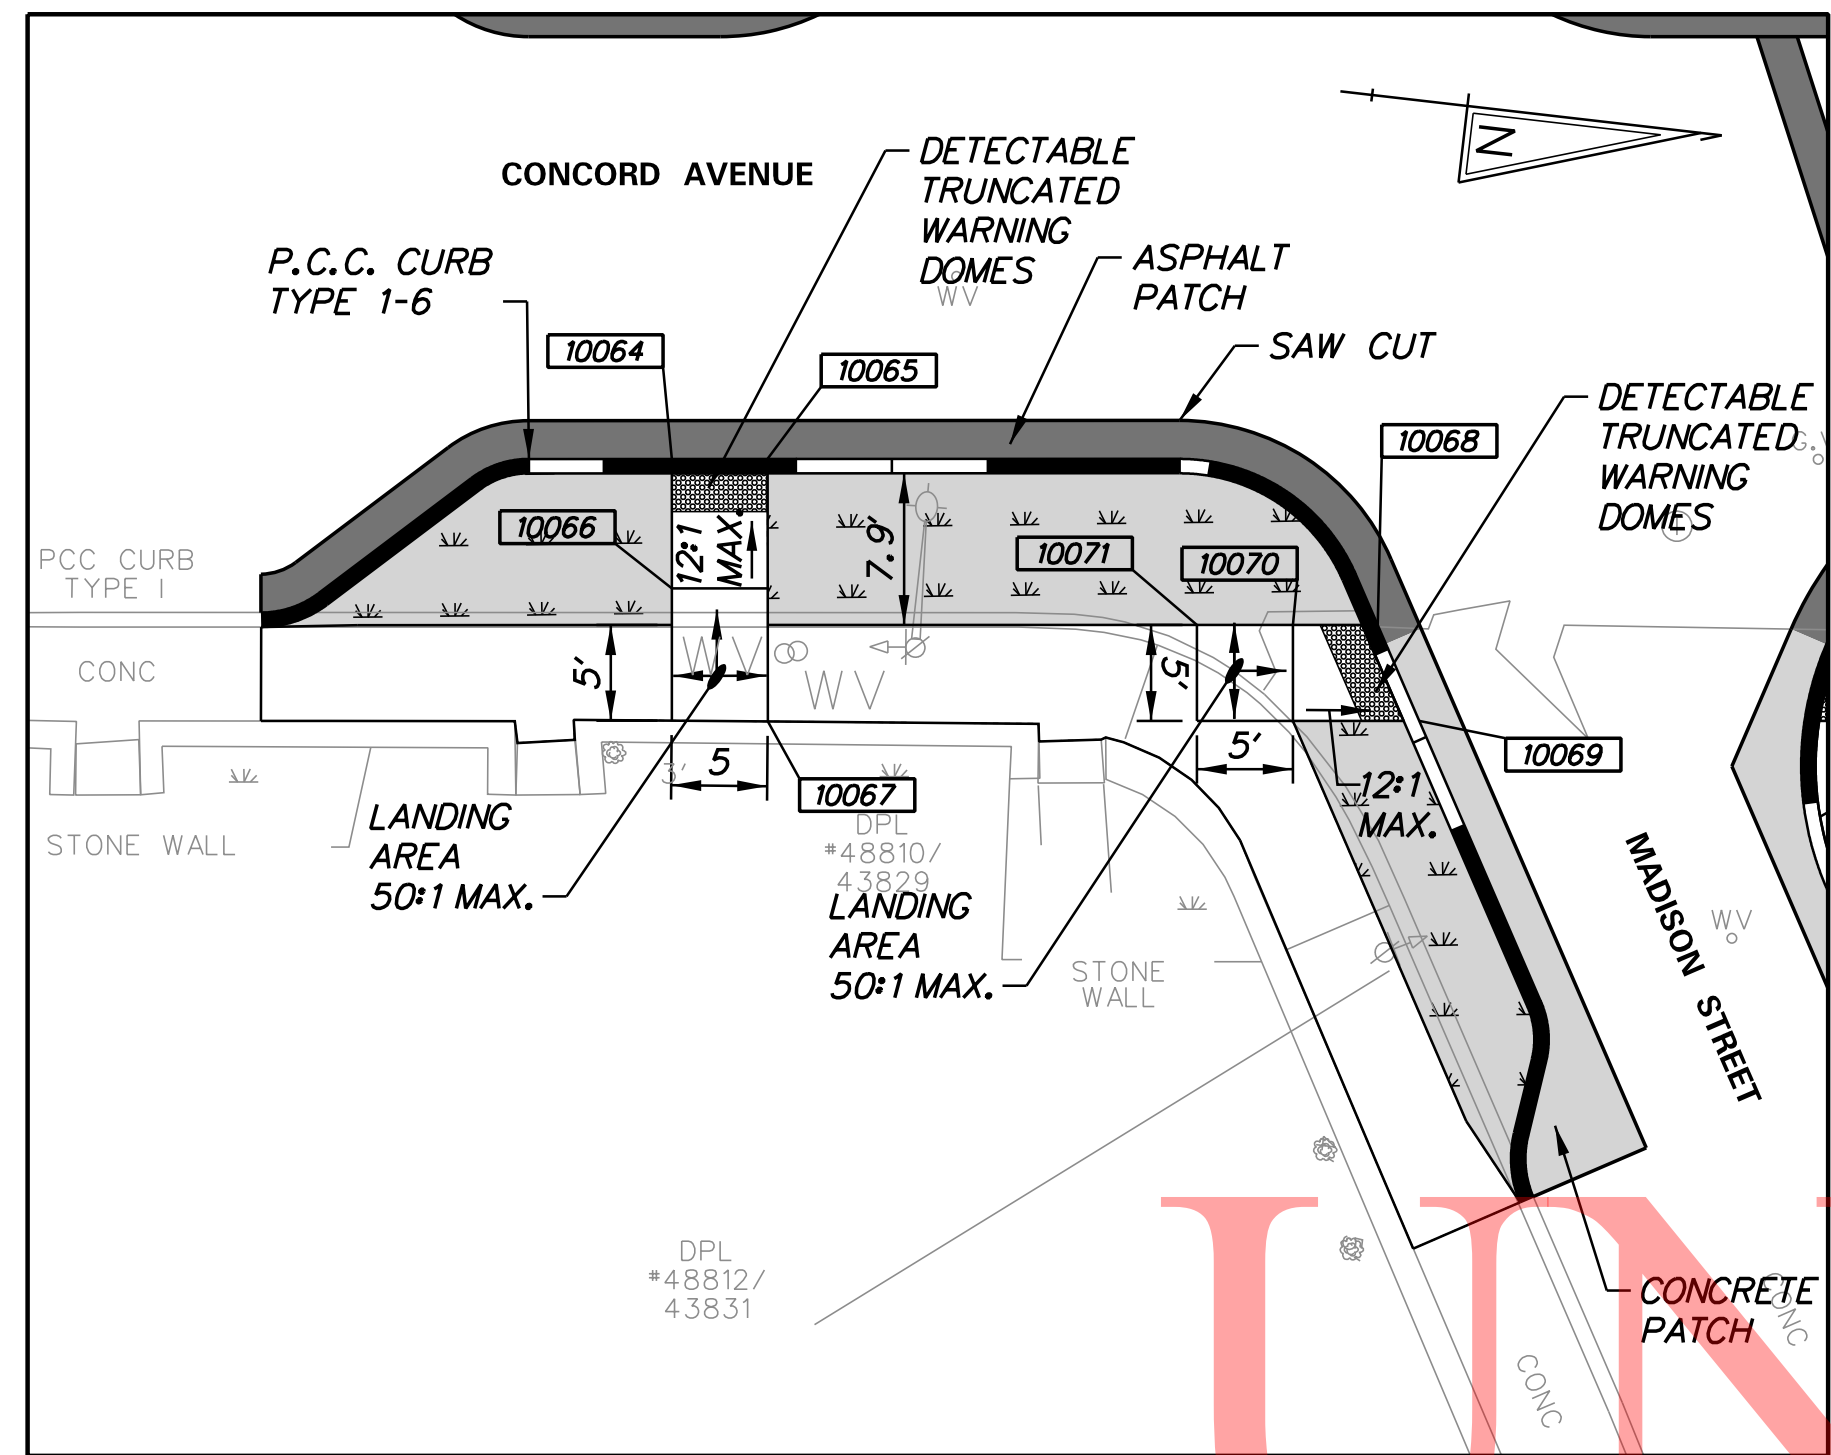 CONCORD AVENUE
DETECTABLE
TRUNCATED
WARNING
DOMES
WV
N
P.C.C. CURB
TYPE 1-6
ASPHALT
PATCH
SAW CUT
10064
10065
DETECTABLE
TRUNCATED
WARNING
DOMES
10068
10066
12:1
MAX.
7.9'
10071
10070
PCC CURB
TYPE I
CONC
5'
WV
WV
5'
5
3'
5'
10067
10069
12:1
MAX.
STONE WALL
LANDING
AREA
50:1 MAX.
DPL
#48810/
43829
LANDING
AREA
50:1 MAX.
STONE
WALL
MADISON STREET
WV
DPL
#48812/
43831
CONCRETE
PATCH
CONC
CONC
UN